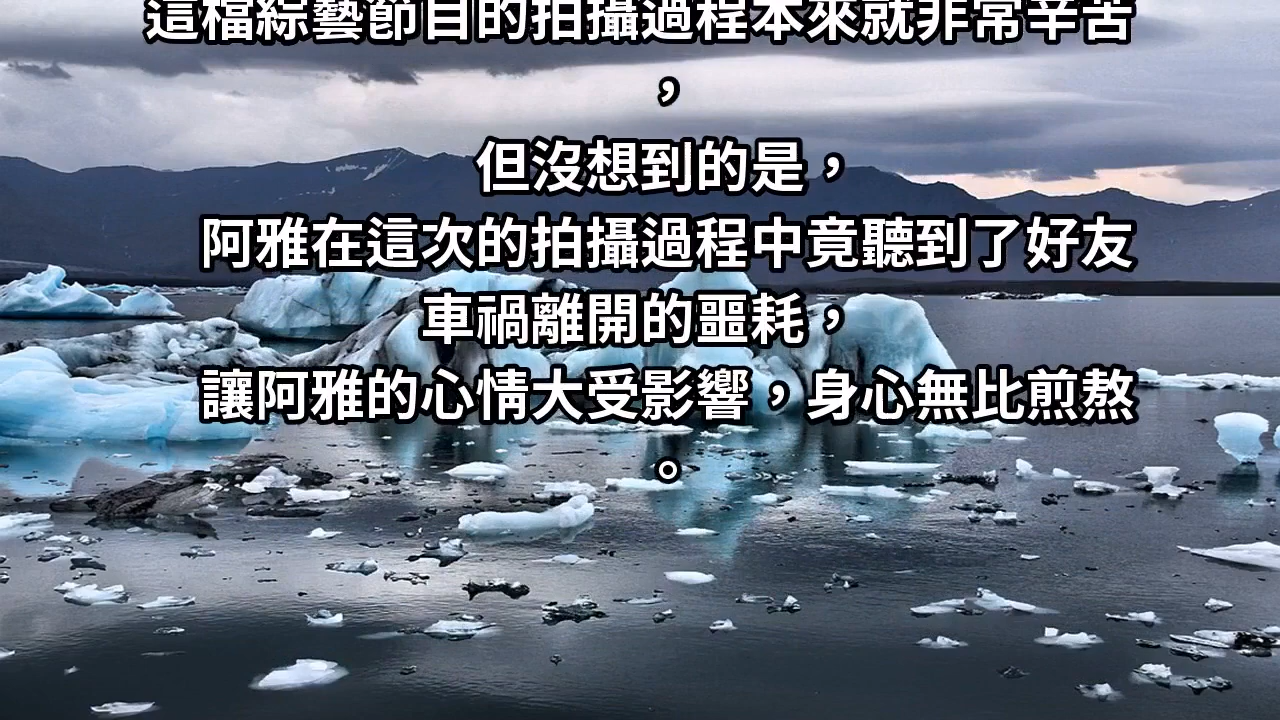 這檔綜藝節目的拍攝過程本來就非常辛苦
，
但沒想到的是，
阿雅在這次的拍攝過程中竟聽到了好友
車禍離開的噩耗，
讓阿雅的心情大受影響，身心無比煎熬
。